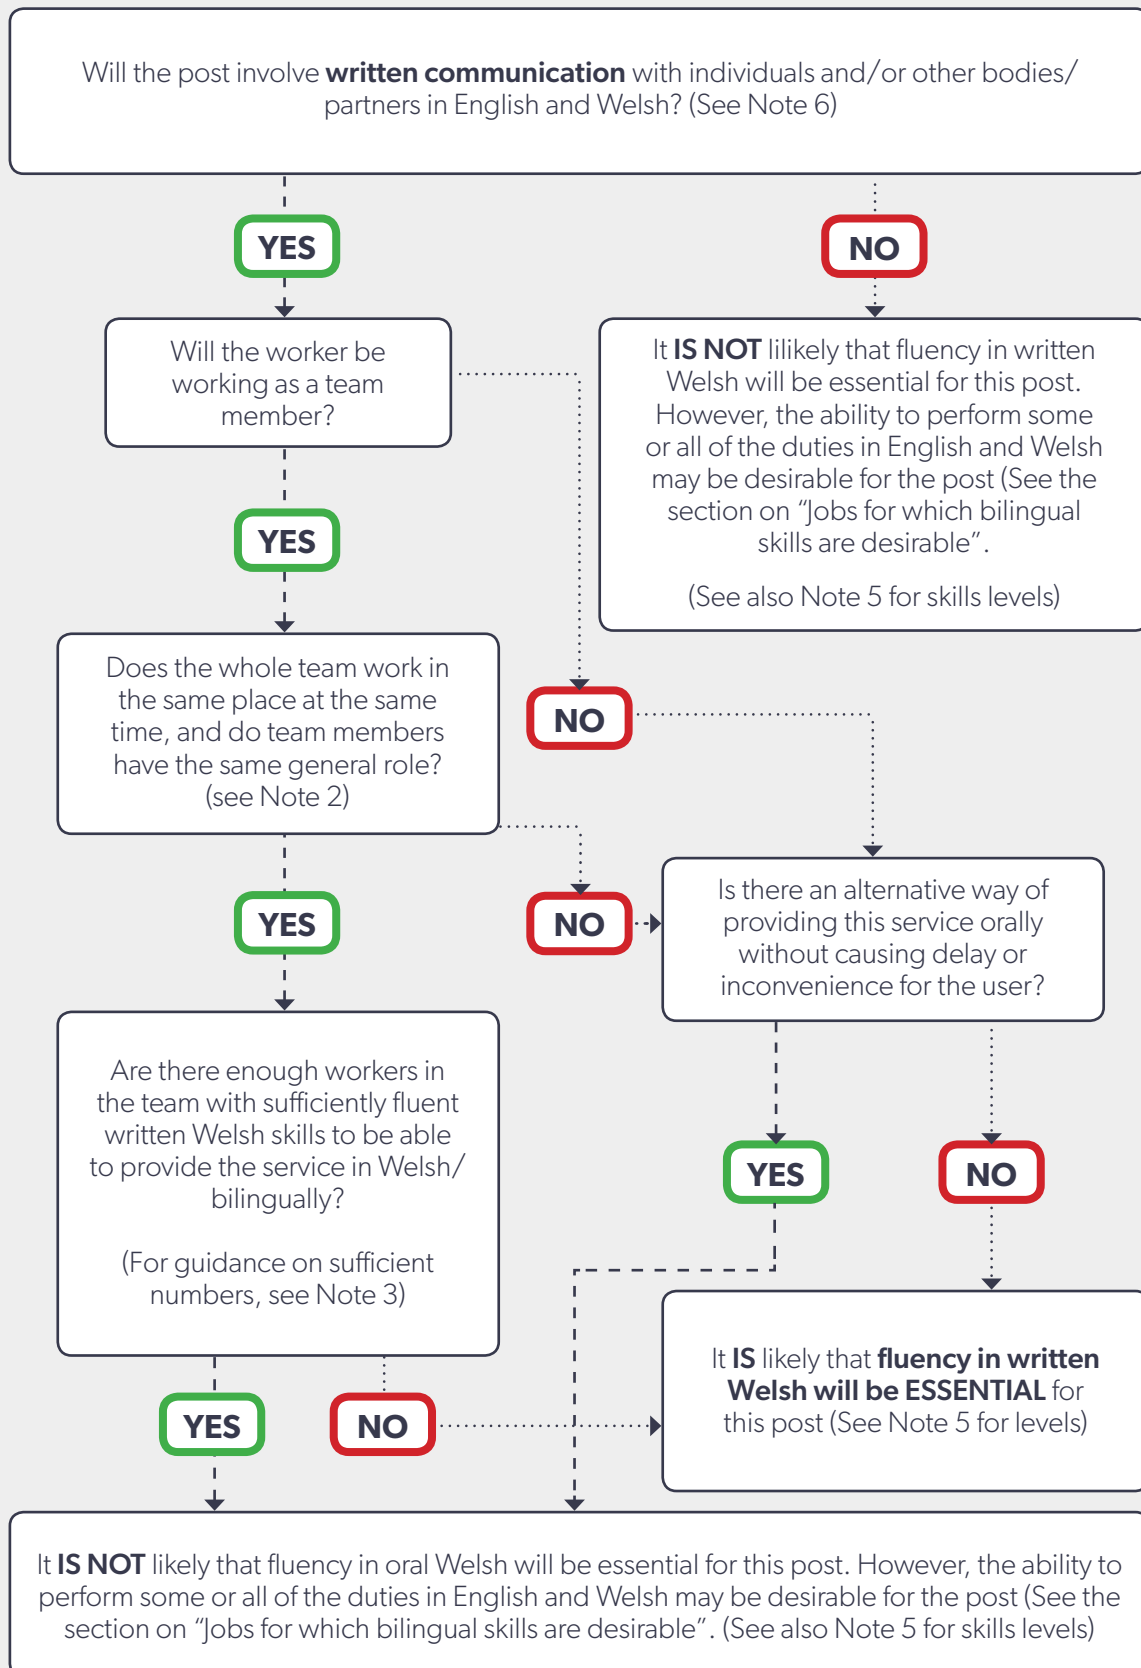 Will the post involve written communication with individuals and/or other bodies/
partners in English and Welsh? (See Note 6)
YES
NO
Will the worker be
working as a team
member?
It IS NOT lilikely that fluency in written
Welsh will be essential for this post.
However, the ability to perform some
or all of the duties in English and Welsh
may be desirable for the post (See the
section on “Jobs for which bilingual
skills are desirable”.
(See also Note 5 for skills levels)
YES
Does the whole team work in
the same place at the same
time, and do team members
have the same general role?
(see Note 2)
NO
YES
NO
Is there an alternative way of
providing this service orally
without causing delay or
inconvenience for the user?
Are there enough workers in
the team with sufficiently fluent
written Welsh skills to be able
to provide the service in Welsh/
bilingually?
(For guidance on sufficient
numbers, see Note 3)
YES
NO
It IS likely that fluency in written
Welsh will be ESSENTIAL for
this post (See Note 5 for levels)
YES
NO
It IS NOT likely that fluency in oral Welsh will be essential for this post. However, the ability to
perform some or all of the duties in English and Welsh may be desirable for the post (See the
section on “Jobs for which bilingual skills are desirable”. (See also Note 5 for skills levels)